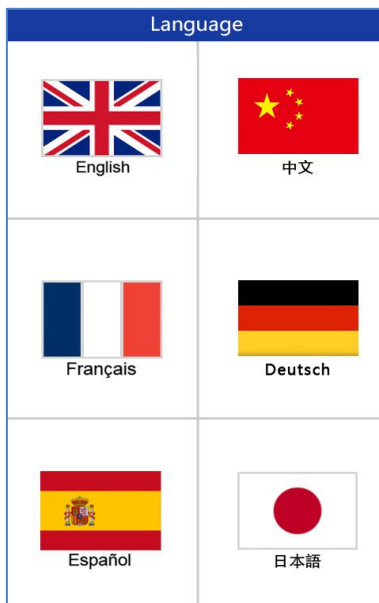 Language
English
中文
Français
Deutsch
Español
日本語